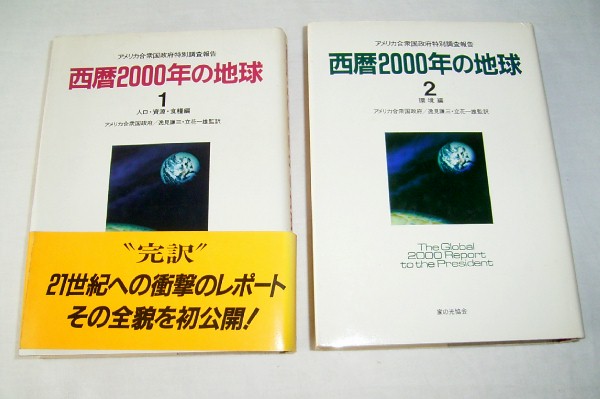 アメリカ合衆国政府特別調査報告
西暦2000年の地球
1
人口・資源・食糧編
アメリカ合衆国政府／逸見謙三・立花一雄監訳
〝完訳〟
21世紀への衝撃のレポート
その全貌を初公開!
アメリカ合衆国政府特別調査報告
西暦2000年の地球
2
環境編
アメリカ合衆国政府／逸見謙三・立花一雄監訳
The Global
2000 Report
to the President
家の光協会